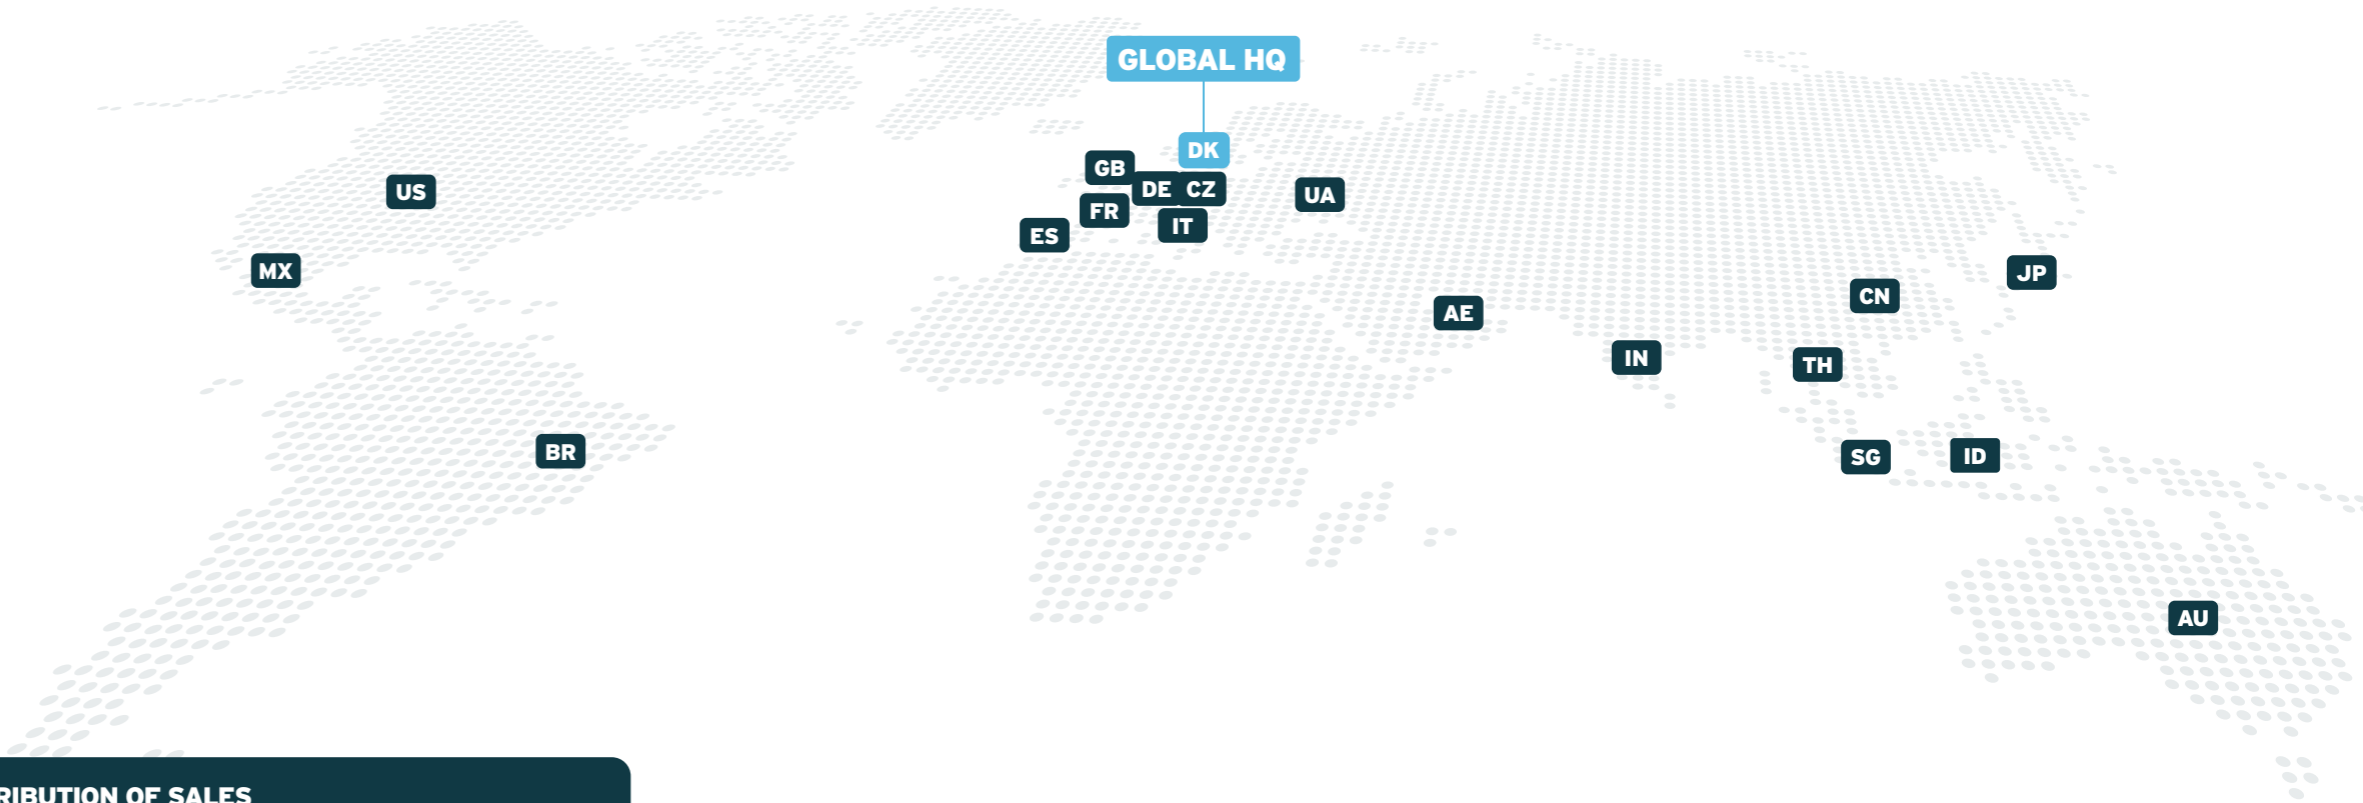 GLOBAL HQ
DK
GB
DE CZ
US
UA
FR
IT
ES
MX
JP
CN
AE
IN
TH
BR
SG
ID
AU
RIBUTION OF SALES